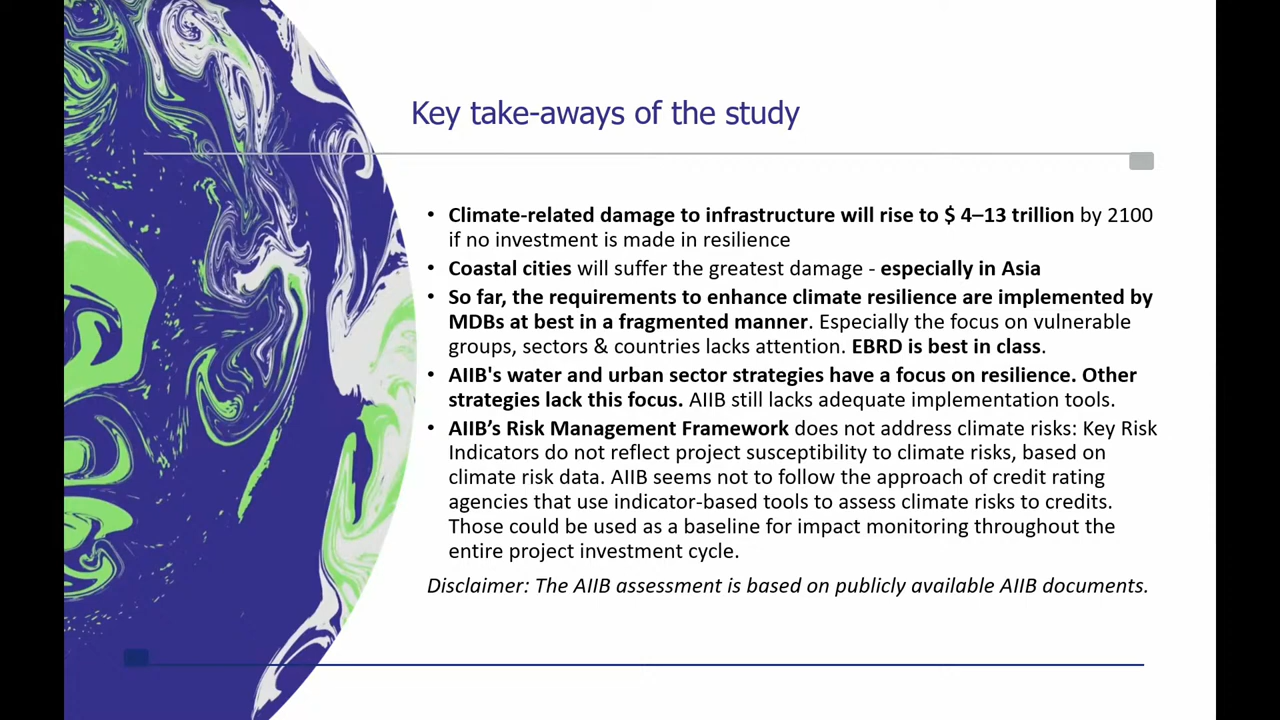 Key take-aways of the study
• Climate-related damage to infrastructure will rise to $ 4–13 trillion by 2100
if no investment is made in resilience
• Coastal cities will suffer the greatest damage - especially in Asia
• So far, the requirements to enhance climate resilience are implemented by
MDBs at best in a fragmented manner. Especially the focus on vulnerable
groups, sectors & countries lacks attention. EBRD is best in class.
• AIIB's water and urban sector strategies have a focus on resilience. Other
strategies lack this focus. AIIB still lacks adequate implementation tools.
• AIIB’s Risk Management Framework does not address climate risks: Key Risk
Indicators do not reflect project susceptibility to climate risks, based on
climate risk data. AIIB seems not to follow the approach of credit rating
agencies that use indicator-based tools to assess climate risks to credits.
Those could be used as a baseline for impact monitoring throughout the
entire project investment cycle.
Disclaimer: The AIIB assessment is based on publicly available AIIB documents.